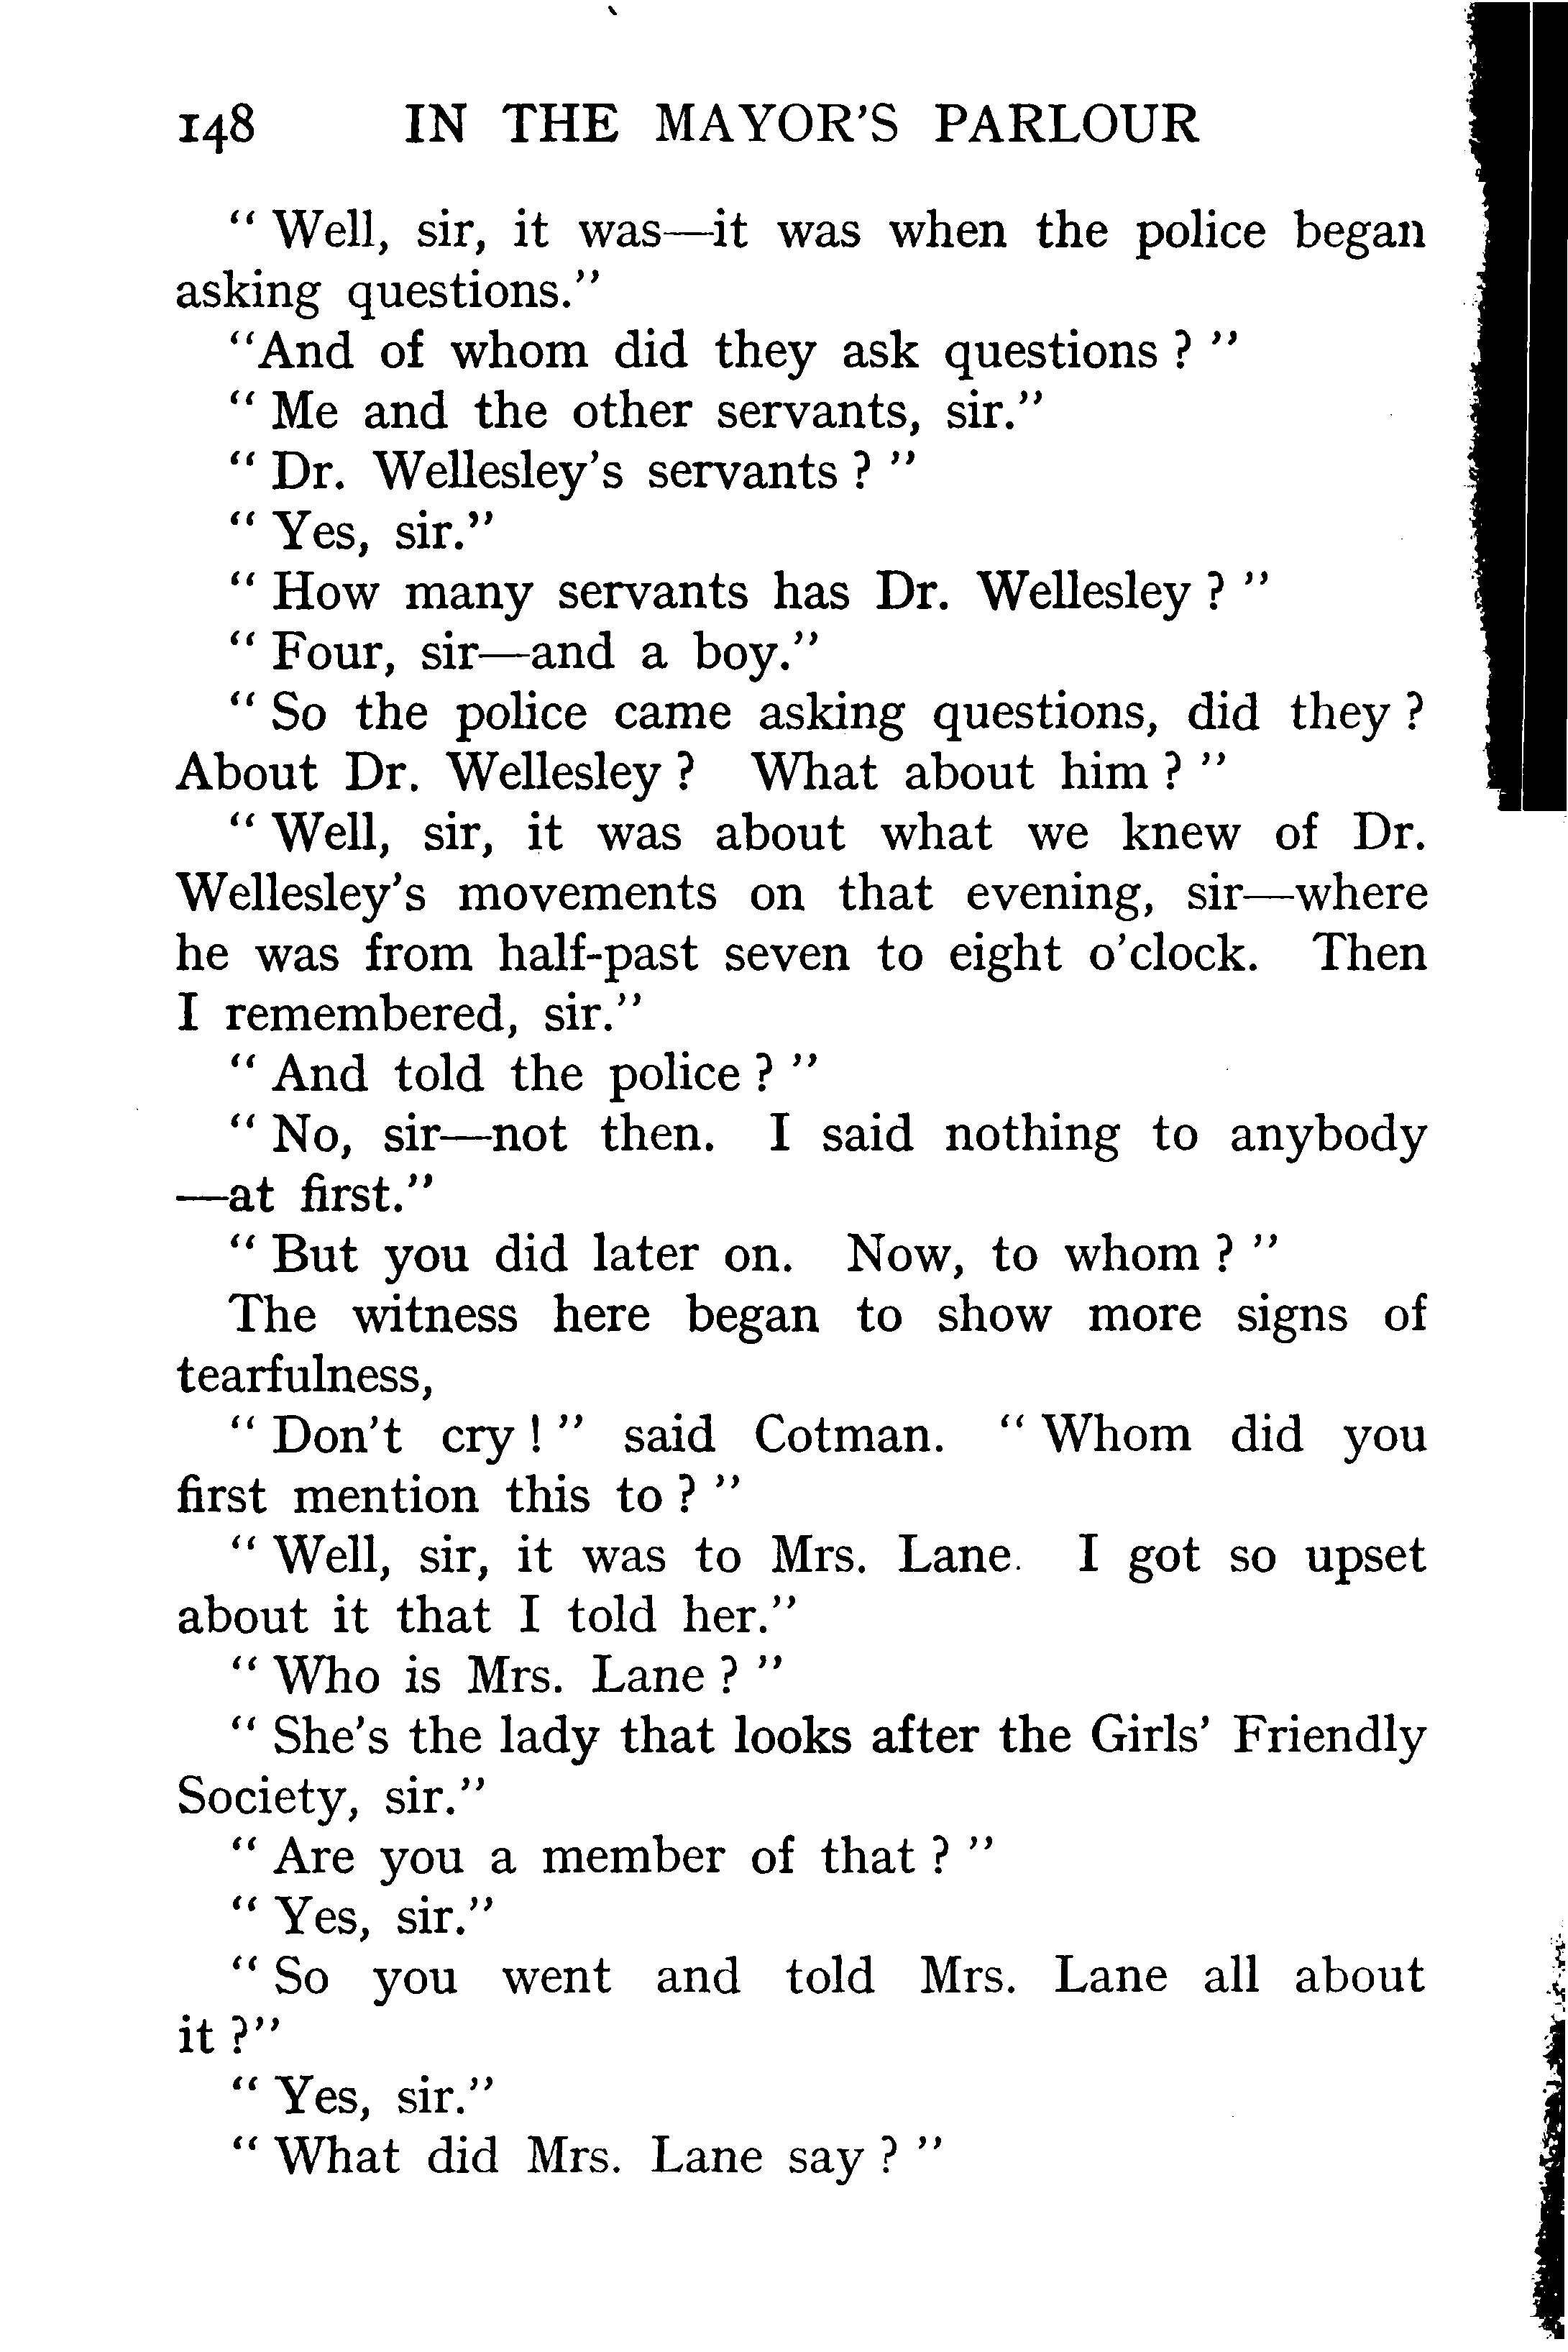 148 IN THE MAYOR'S PARLOUR
“ Well, sir, it was—it was when the police began
asking questions.”
“And of whom did they ask questions ? ”
“ Me and the other servants, sir.”
“ Dr. Wellesley's servants ? ”
“ Yes, sir.”
“ How many servants has Dr. Wellesley ? ”
“ Four, sir—and a boy.”
“ So the police came asking questions, did they ?
About Dr. Wellesley ? What about him ? ”
“ Well, sir, it was about what we knew of Dr.
Wellesley's movements on that evening, sir—where
he was from half-past seven to eight o'clock. Then
I remembered, sir.”
“ And told the police ? ”
“ No, sir—not then. I said nothing to anybody
—at first.”
“ But you did later on. Now, to whom ? ”
The witness here began to show more signs of
tearfulness,
“ Don't cry ! ” said Cotman. “ Whom did you
first mention this to ? ”
“ Well, sir, it was to Mrs. Lane. I got so upset
about it that I told her.”
“ Who is Mrs. Lane ? ”
“ She's the lady that looks after the Girls' Friendly
Society, sir.”
“ Are you a member of that ? ”
“ Yes, sir.”
“ So you went and told Mrs. Lane all about
it ?”
“ Yes, sir.”
“ What did Mrs. Lane say ? ”